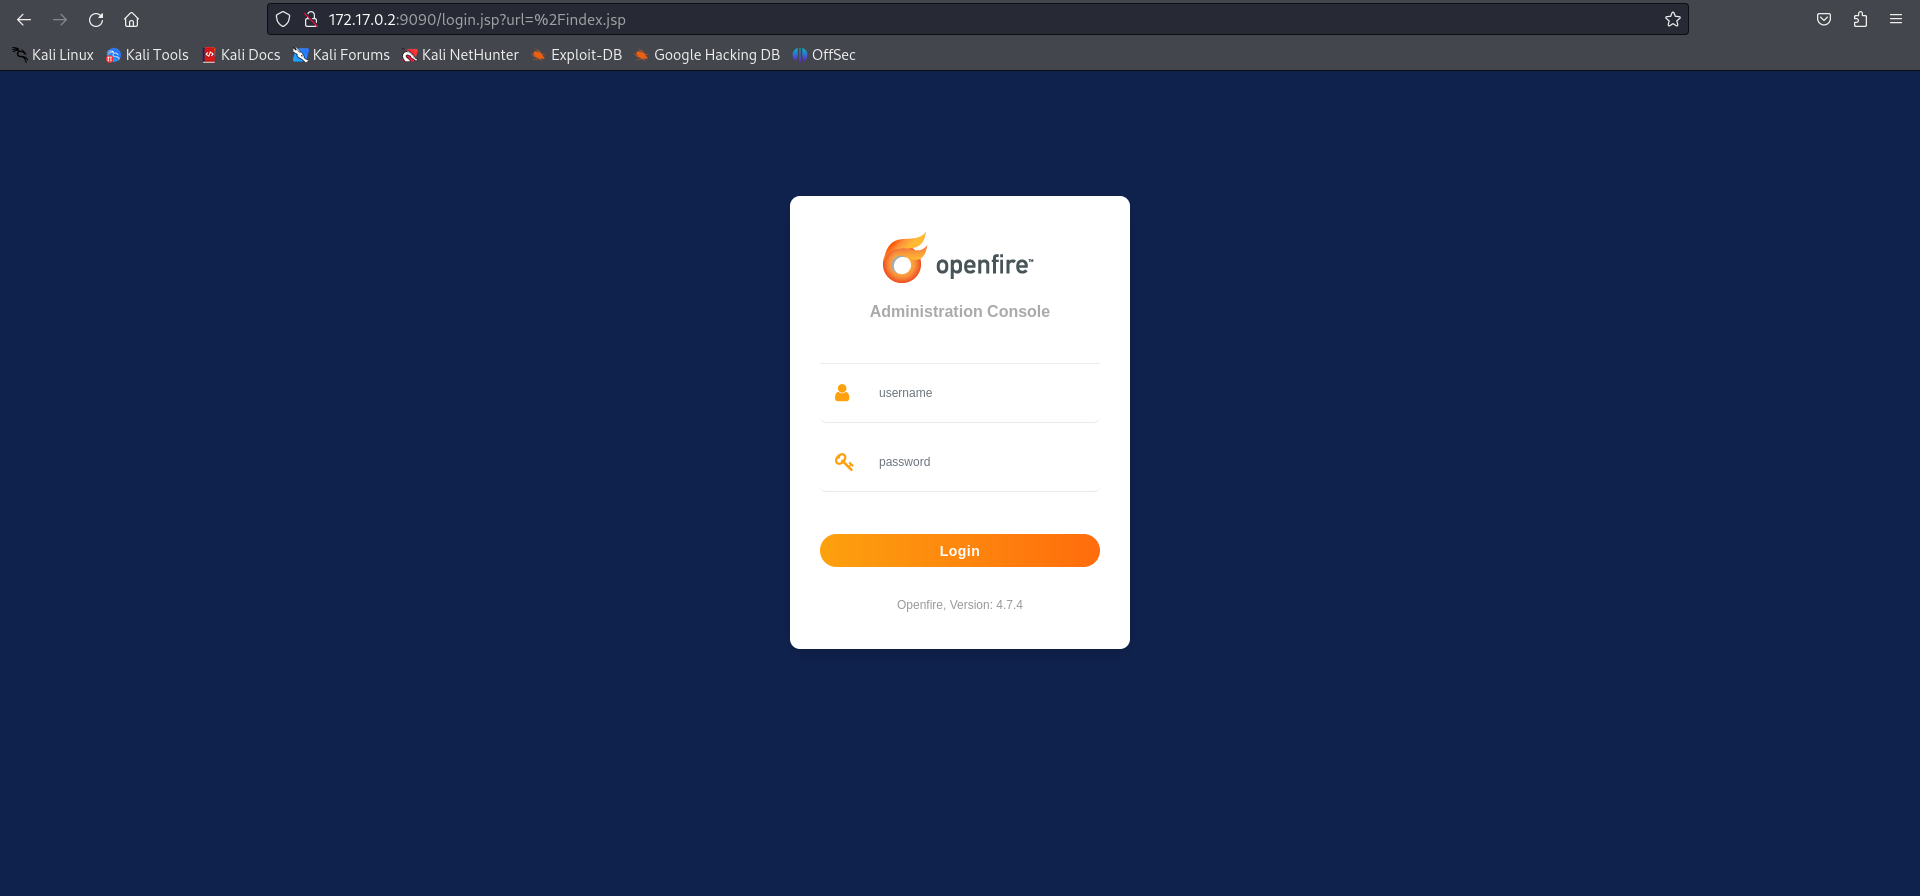 172.17.0.2:9090/login.jsp?url=%2Findex.jsp
Kali Linux Kali Tools Kali Docs Kali Forums Kali NetHunter Exploit-DB Google Hacking DB OffSec
openfire™
Administration Console
username
password
Login
Openfire, Version: 4.7.4